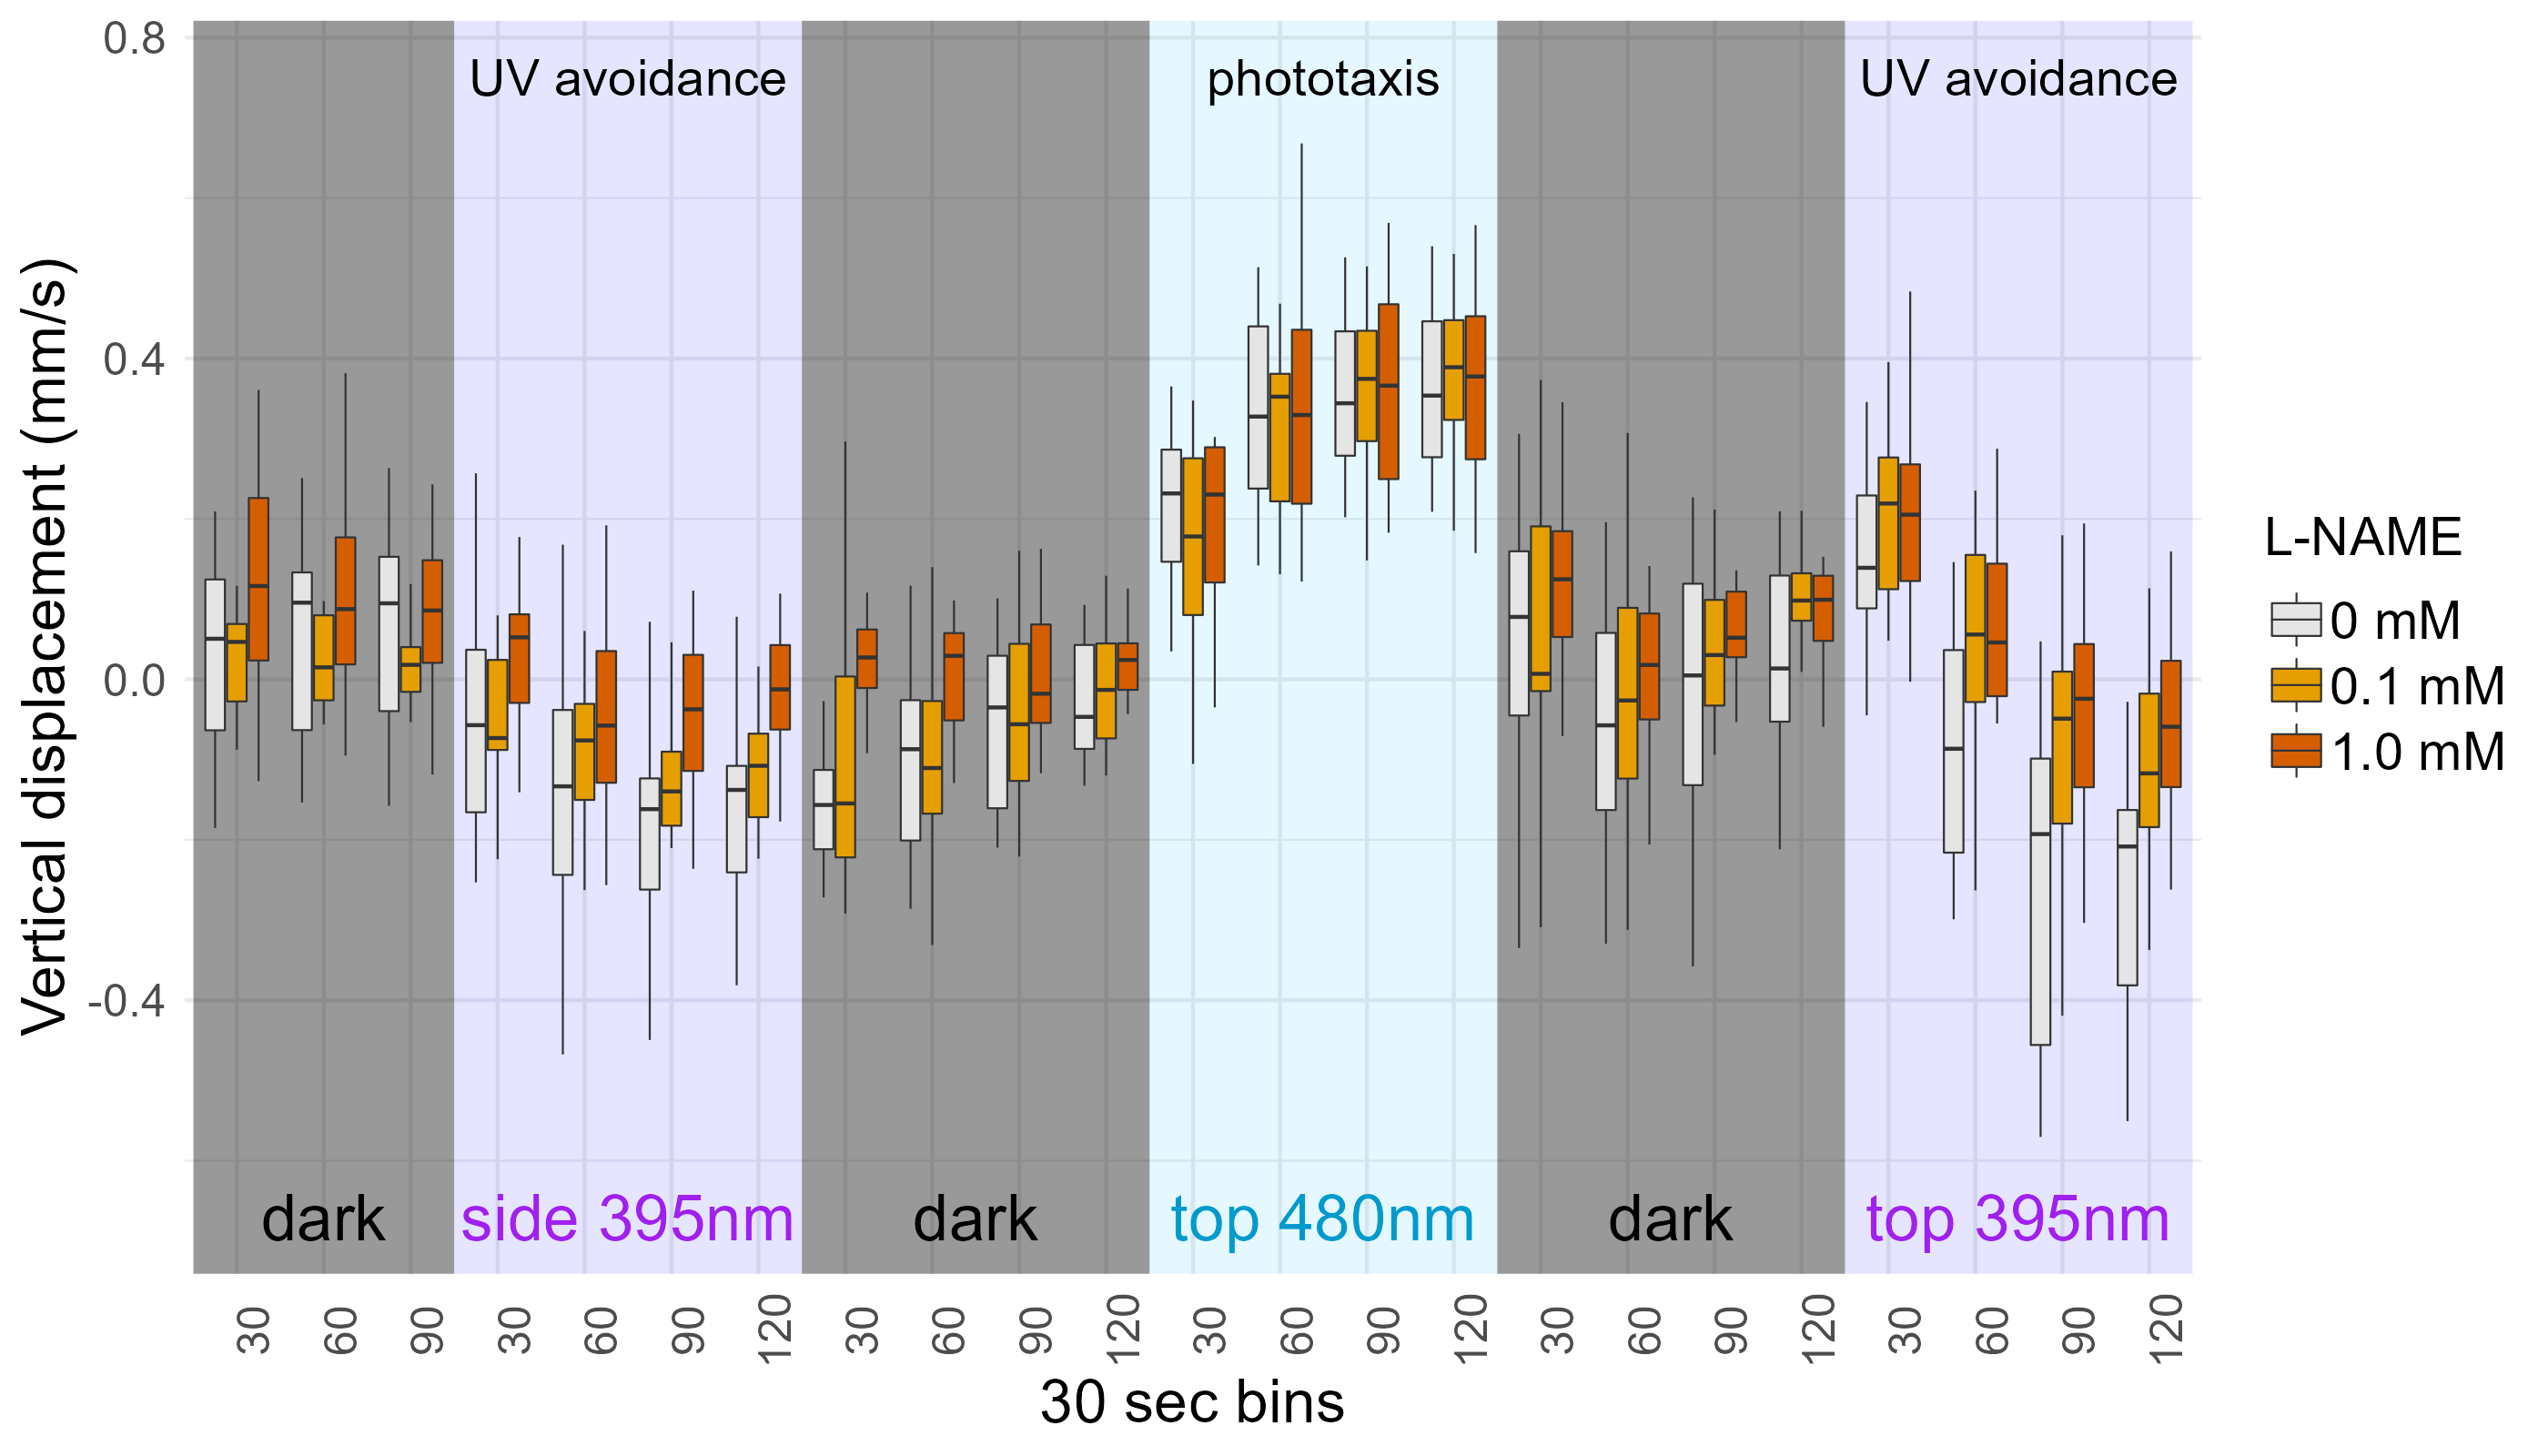 0.8
0.4
0.0
-0.4
Vertical displacement (mm/s)
UV avoidance
phototaxis
UV avoidance
dark
side 395nm
dark
top 480nm
dark
top 395nm
30 60 90 30 60 90 120 30 60 90 120 30 60 90 120 30 60 90 120 30 60 90 120
30 sec bins
L-NAME
0 mM
0.1 mM
1.0 mM